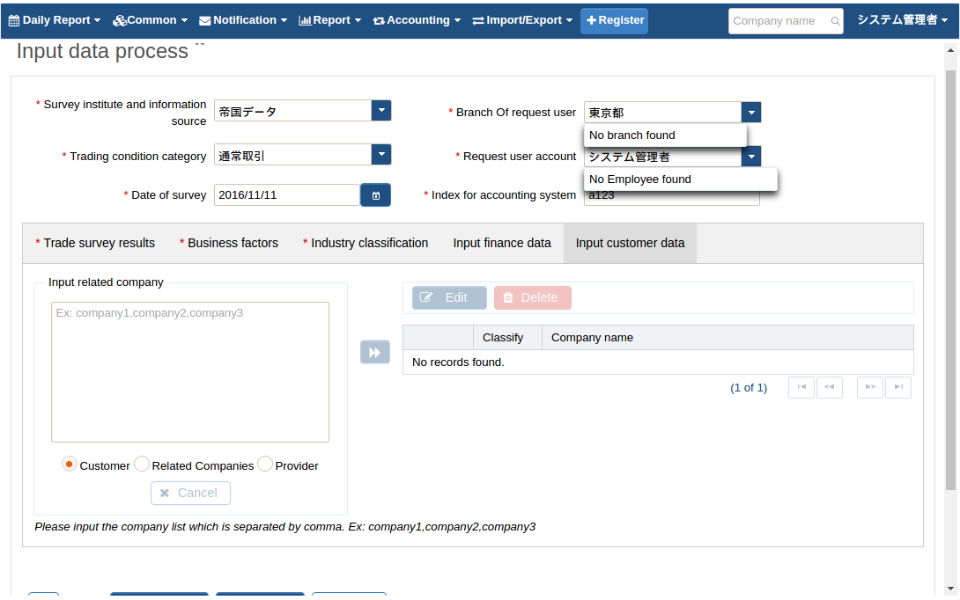 Daily Report Common Notification Report Accounting Import/Export Register Company name システム管理者
Input data process
* Survey institute and information source 帝国データ
* Branch Of request user 東京都
No branch found
* Trading condition category 通常取引
* Request user account システム管理者
No Employee found
* Date of survey 2016/11/11
* Index for accounting system a123
* Trade survey results * Business factors * Industry classification Input finance data Input customer data
Input related company
Ex: company1,company2,company3
Customer Related Companies Provider
Cancel
Edit Delete
Classify Company name
No records found.
(1 of 1)
Please input the company list which is separated by comma. Ex: company1,company2,company3